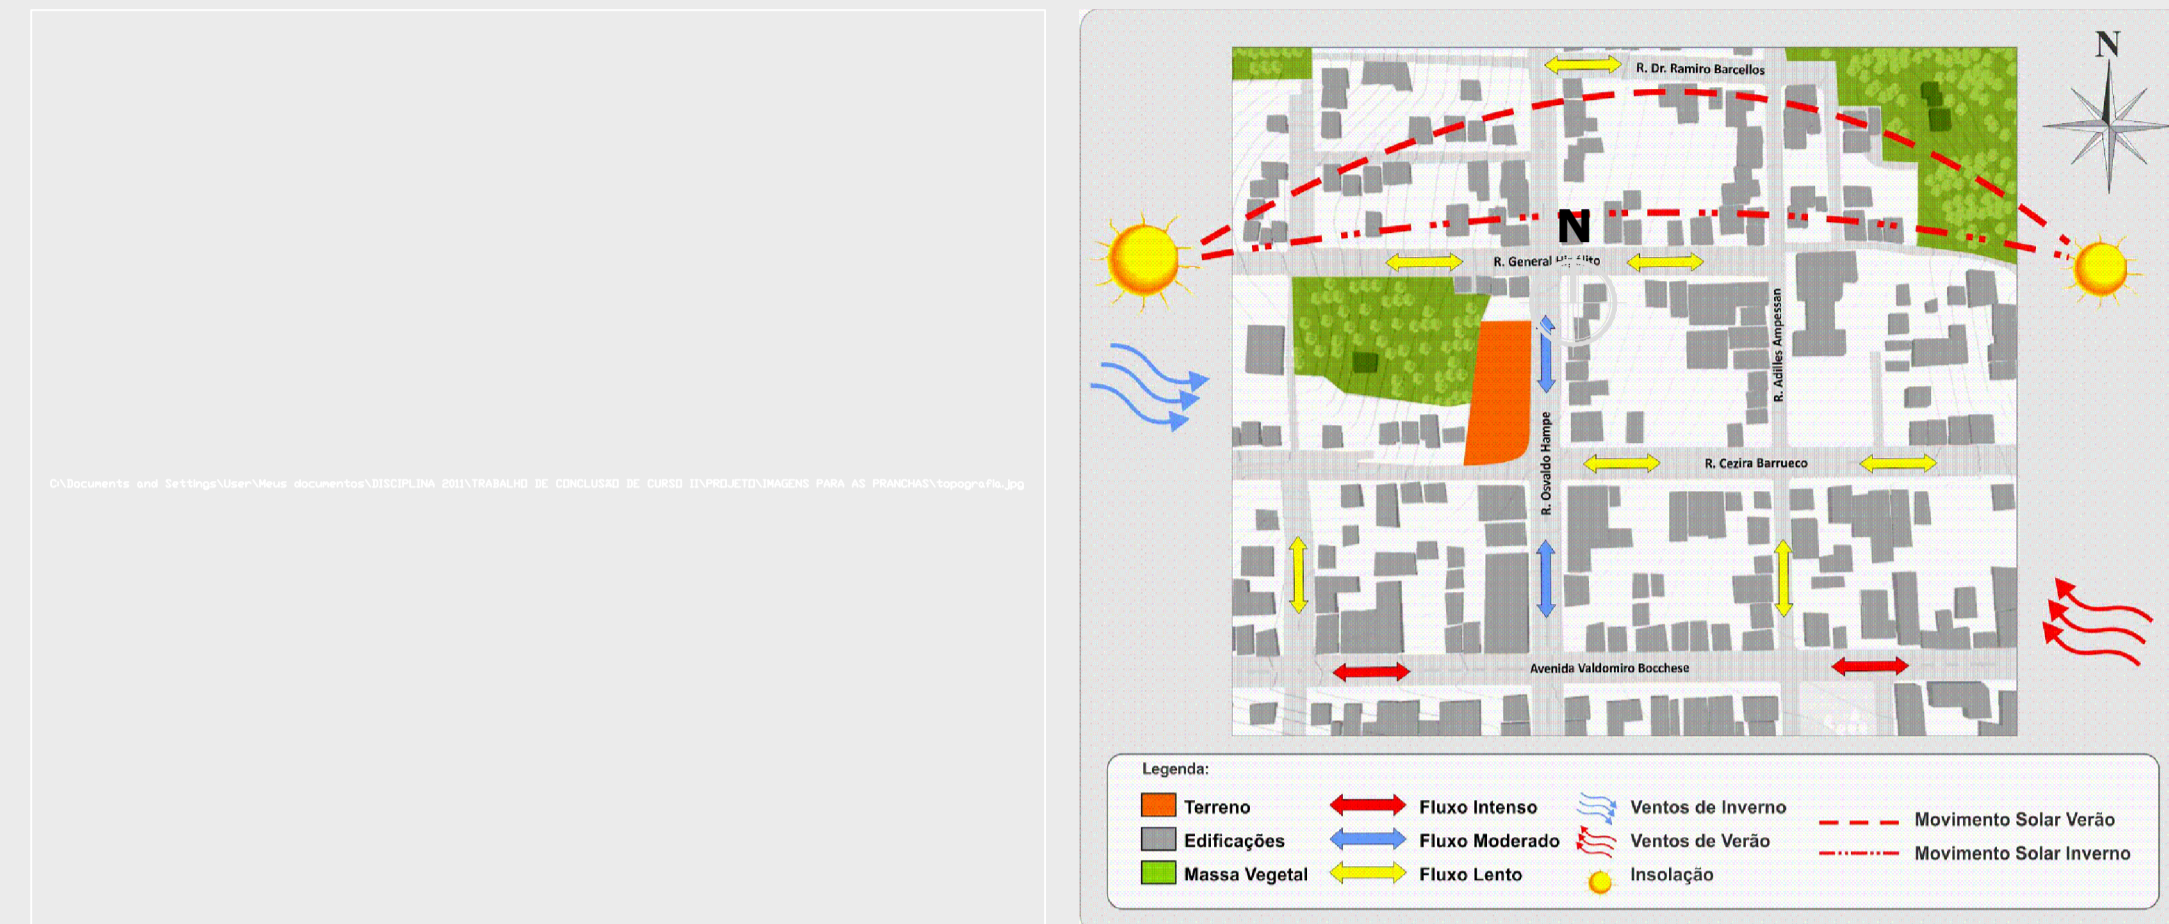 C:\Documents and Settings\User\Meus documentos\DISCIPLINA 2011\TRABALHO DE CONCLUSAO DE CURSO II\PROJETO\IMAGENS PARA AS PRANCHAS\topografia.jpg
N
R. Dr. Ramiro Barcellos
N
R. General
R. Adilles Ampessan
R. Osvaldo Hampe
R. Cezira Barrueco
Avenida Valdomiro Bocchese
Legenda:
Terreno
Edificações
Massa Vegetal
Fluxo Intenso
Fluxo Moderado
Fluxo Lento
Ventos de Inverno
Ventos de Verão
Insolação
Movimento Solar Verão
Movimento Solar Inverno